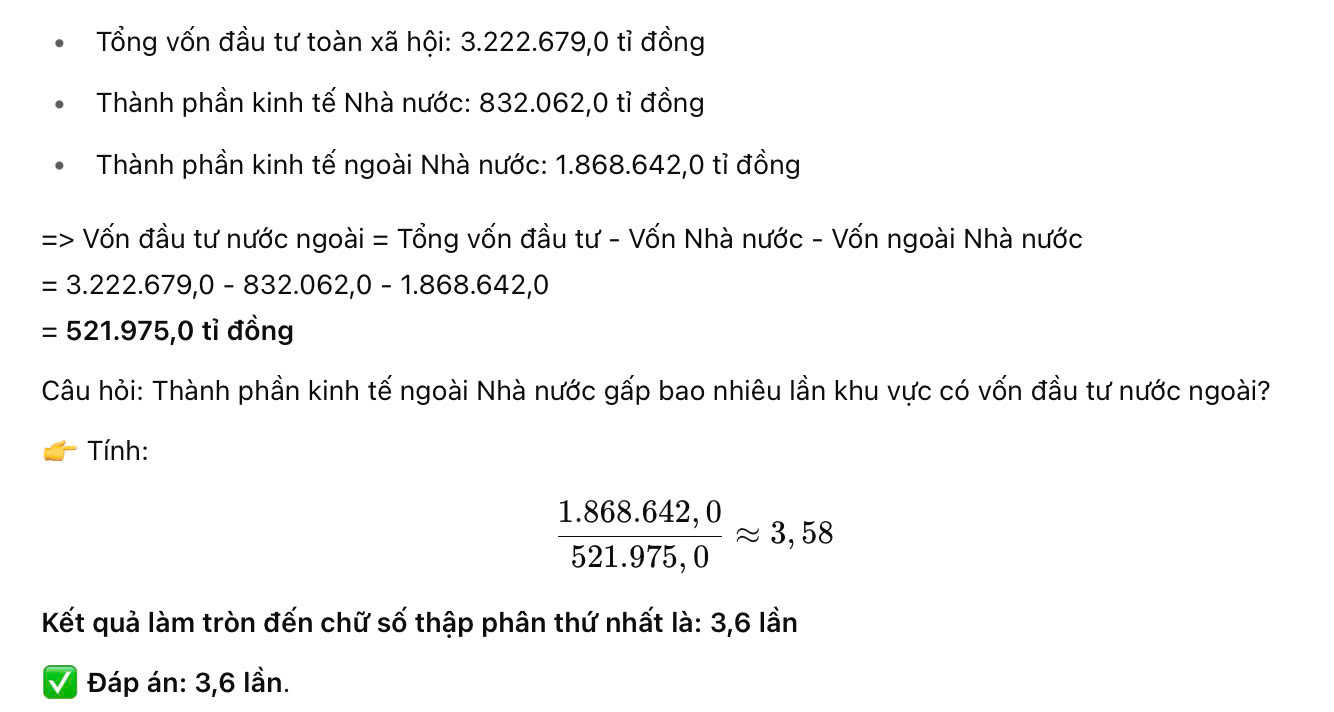 • Tổng vốn đầu tư toàn xã hội: 3.222.679,0 tỉ đồng
• Thành phần kinh tế Nhà nước: 832.062,0 tỉ đồng
• Thành phần kinh tế ngoài Nhà nước: 1.868.642,0 tỉ đồng
=> Vốn đầu tư nước ngoài = Tổng vốn đầu tư - Vốn Nhà nước - Vốn ngoài Nhà nước
= 3.222.679,0 - 832.062,0 - 1.868.642,0
= 521.975,0 tỉ đồng
Câu hỏi: Thành phần kinh tế ngoài Nhà nước gấp bao nhiêu lần khu vực có vốn đầu tư nước ngoài?
👉 Tính:
1.868.642,0
521.975,0
≈ 3,58
Kết quả làm tròn đến chữ số thập phân thứ nhất là: 3,6 lần
✅ Đáp án: 3,6 lần.